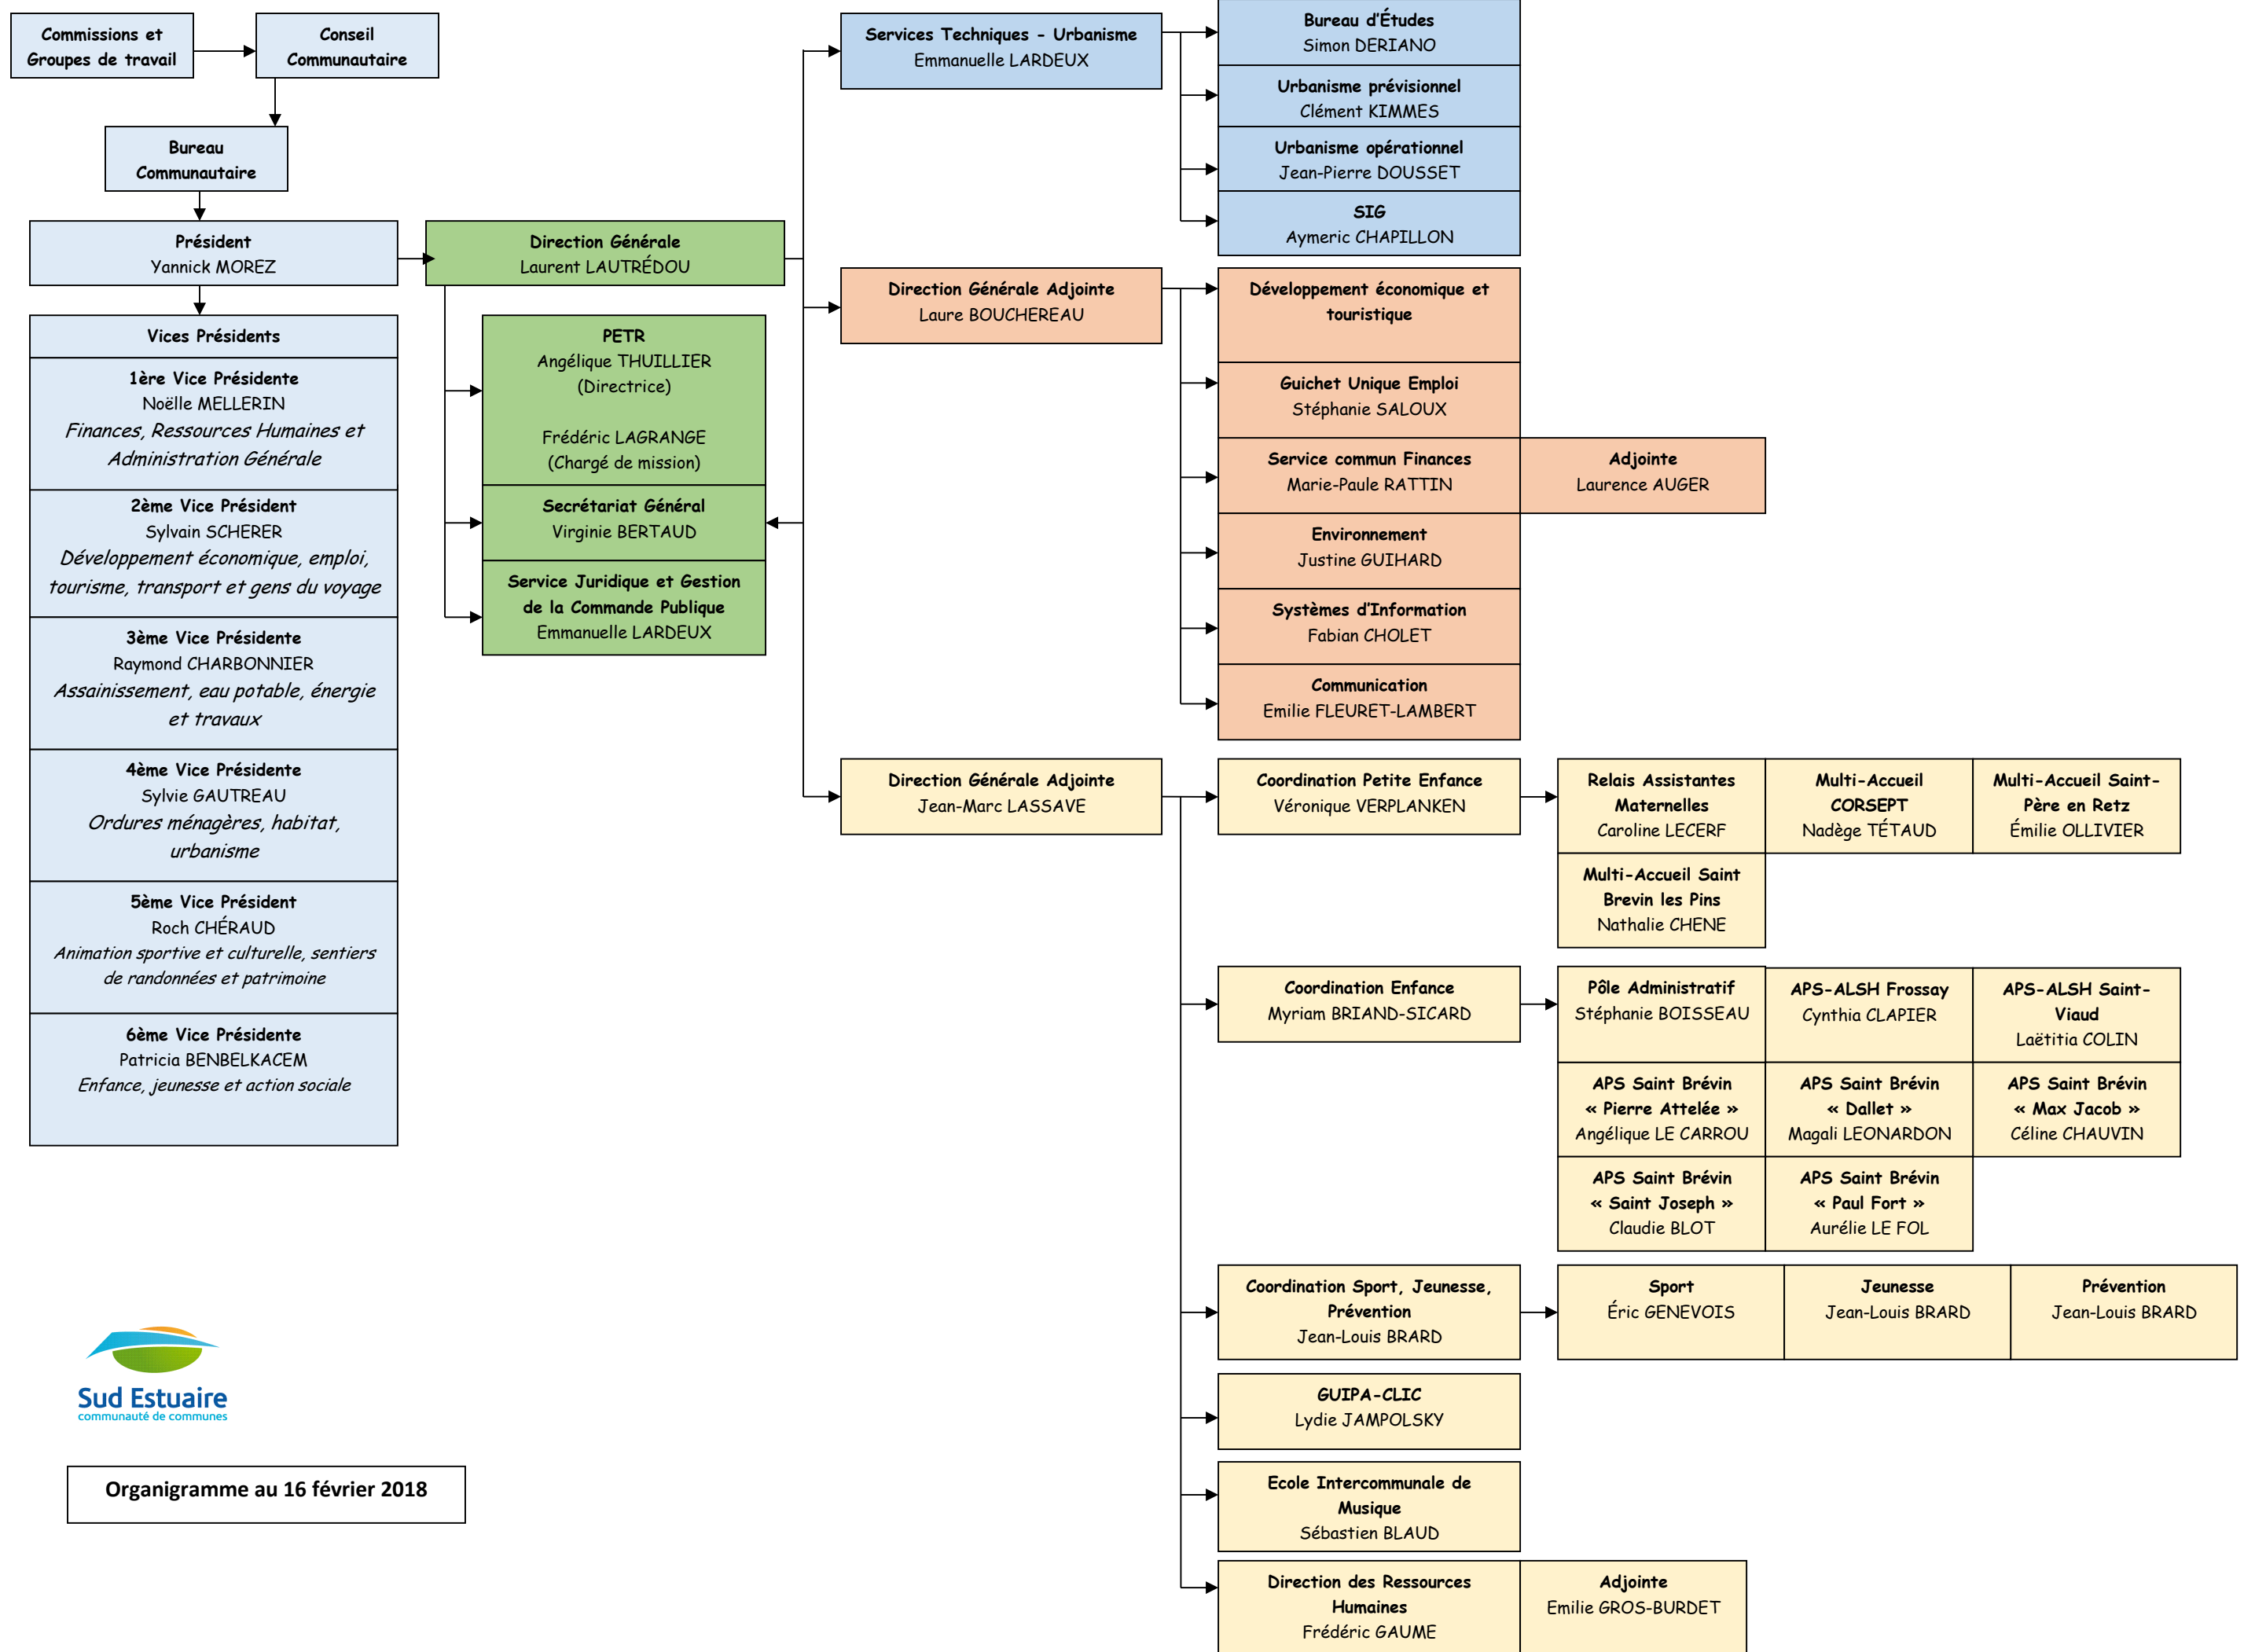 Commissions et
Groupes de travail
Conseil
Communautaire
Bureau
Communautaire
Président
Yannick MOREZ
Vices Présidents
1ère Vice Présidente
Noëlle MELLERIN
Finances, Ressources Humaines et
Administration Générale
2ème Vice Président
Sylvain SCHERER
Développement économique, emploi,
tourisme, transport et gens du voyage
3ème Vice Présidente
Raymond CHARBONNIER
Assainissement, eau potable, énergie
et travaux
4ème Vice Présidente
Sylvie GAUTREAU
Ordures ménagères, habitat,
urbanisme
5ème Vice Président
Roch CHÉRAUD
Animation sportive et culturelle, sentiers
de randonnées et patrimoine
6ème Vice Présidente
Patricia BENBELKACEM
Enfance, jeunesse et action sociale
Direction Générale
Laurent LAUTRÉDOU
PETR
Angélique THUILLIER
(Directrice)
Frédéric LAGRANGE
(Chargé de mission)
Secrétariat Général
Virginie BERTAUD
Service Juridique et Gestion
de la Commande Publique
Emmanuelle LARDEUX
Services Techniques - Urbanisme
Emmanuelle LARDEUX
Bureau d'Études
Simon DERIANO
Urbanisme prévisionnel
Clément KIMMES
Urbanisme opérationnel
Jean-Pierre DOUSSET
SIG
Aymeric CHAPILLON
Direction Générale Adjointe
Laure BOUCHEREAU
Développement économique et
touristique
Guichet Unique Emploi
Stéphanie SALOUX
Service commun Finances
Marie-Paule RATTIN
Adjointe
Laurence AUGER
Environnement
Justine GUIHARD
Systèmes d'Information
Fabian CHOLET
Communication
Emilie FLEURET-LAMBERT
Direction Générale Adjointe
Jean-Marc LASSAVE
Coordination Petite Enfance
Véronique VERPLANKEN
Relais Assistantes
Maternelles
Caroline LECERF
Multi-Accueil
CORSEPT
Nadège TÉTAUD
Multi-Accueil Saint-
Père en Retz
Émilie OLLIVIER
Multi-Accueil Saint
Brevin les Pins
Nathalie CHENE
Coordination Enfance
Myriam BRIAND-SICARD
Pôle Administratif
Stéphanie BOISSEAU
APS-ALSH Frossay
Cynthia CLAPIER
APS-ALSH Saint-
Viaud
Laëtitia COLIN
APS Saint Brévin
« Pierre Attelée »
Angélique LE CARROU
APS Saint Brévin
« Dallet »
Magali LEONARDON
APS Saint Brévin
« Max Jacob »
Céline CHAUVIN
APS Saint Brévin
« Saint Joseph »
Claudie BLOT
APS Saint Brévin
« Paul Fort »
Aurélie LE FOL
Coordination Sport, Jeunesse,
Prévention
Jean-Louis BRARD
Sport
Éric GENEVOIS
Jeunesse
Jean-Louis BRARD
Prévention
Jean-Louis BRARD
GUIPA-CLIC
Lydie JAMPOLSKY
Ecole Intercommunale de
Musique
Sébastien BLAUD
Direction des Ressources
Humaines
Frédéric GAUME
Adjointe
Emilie GROS-BURDET
Sud Estuaire
communauté de communes
Organigramme au 16 février 2018